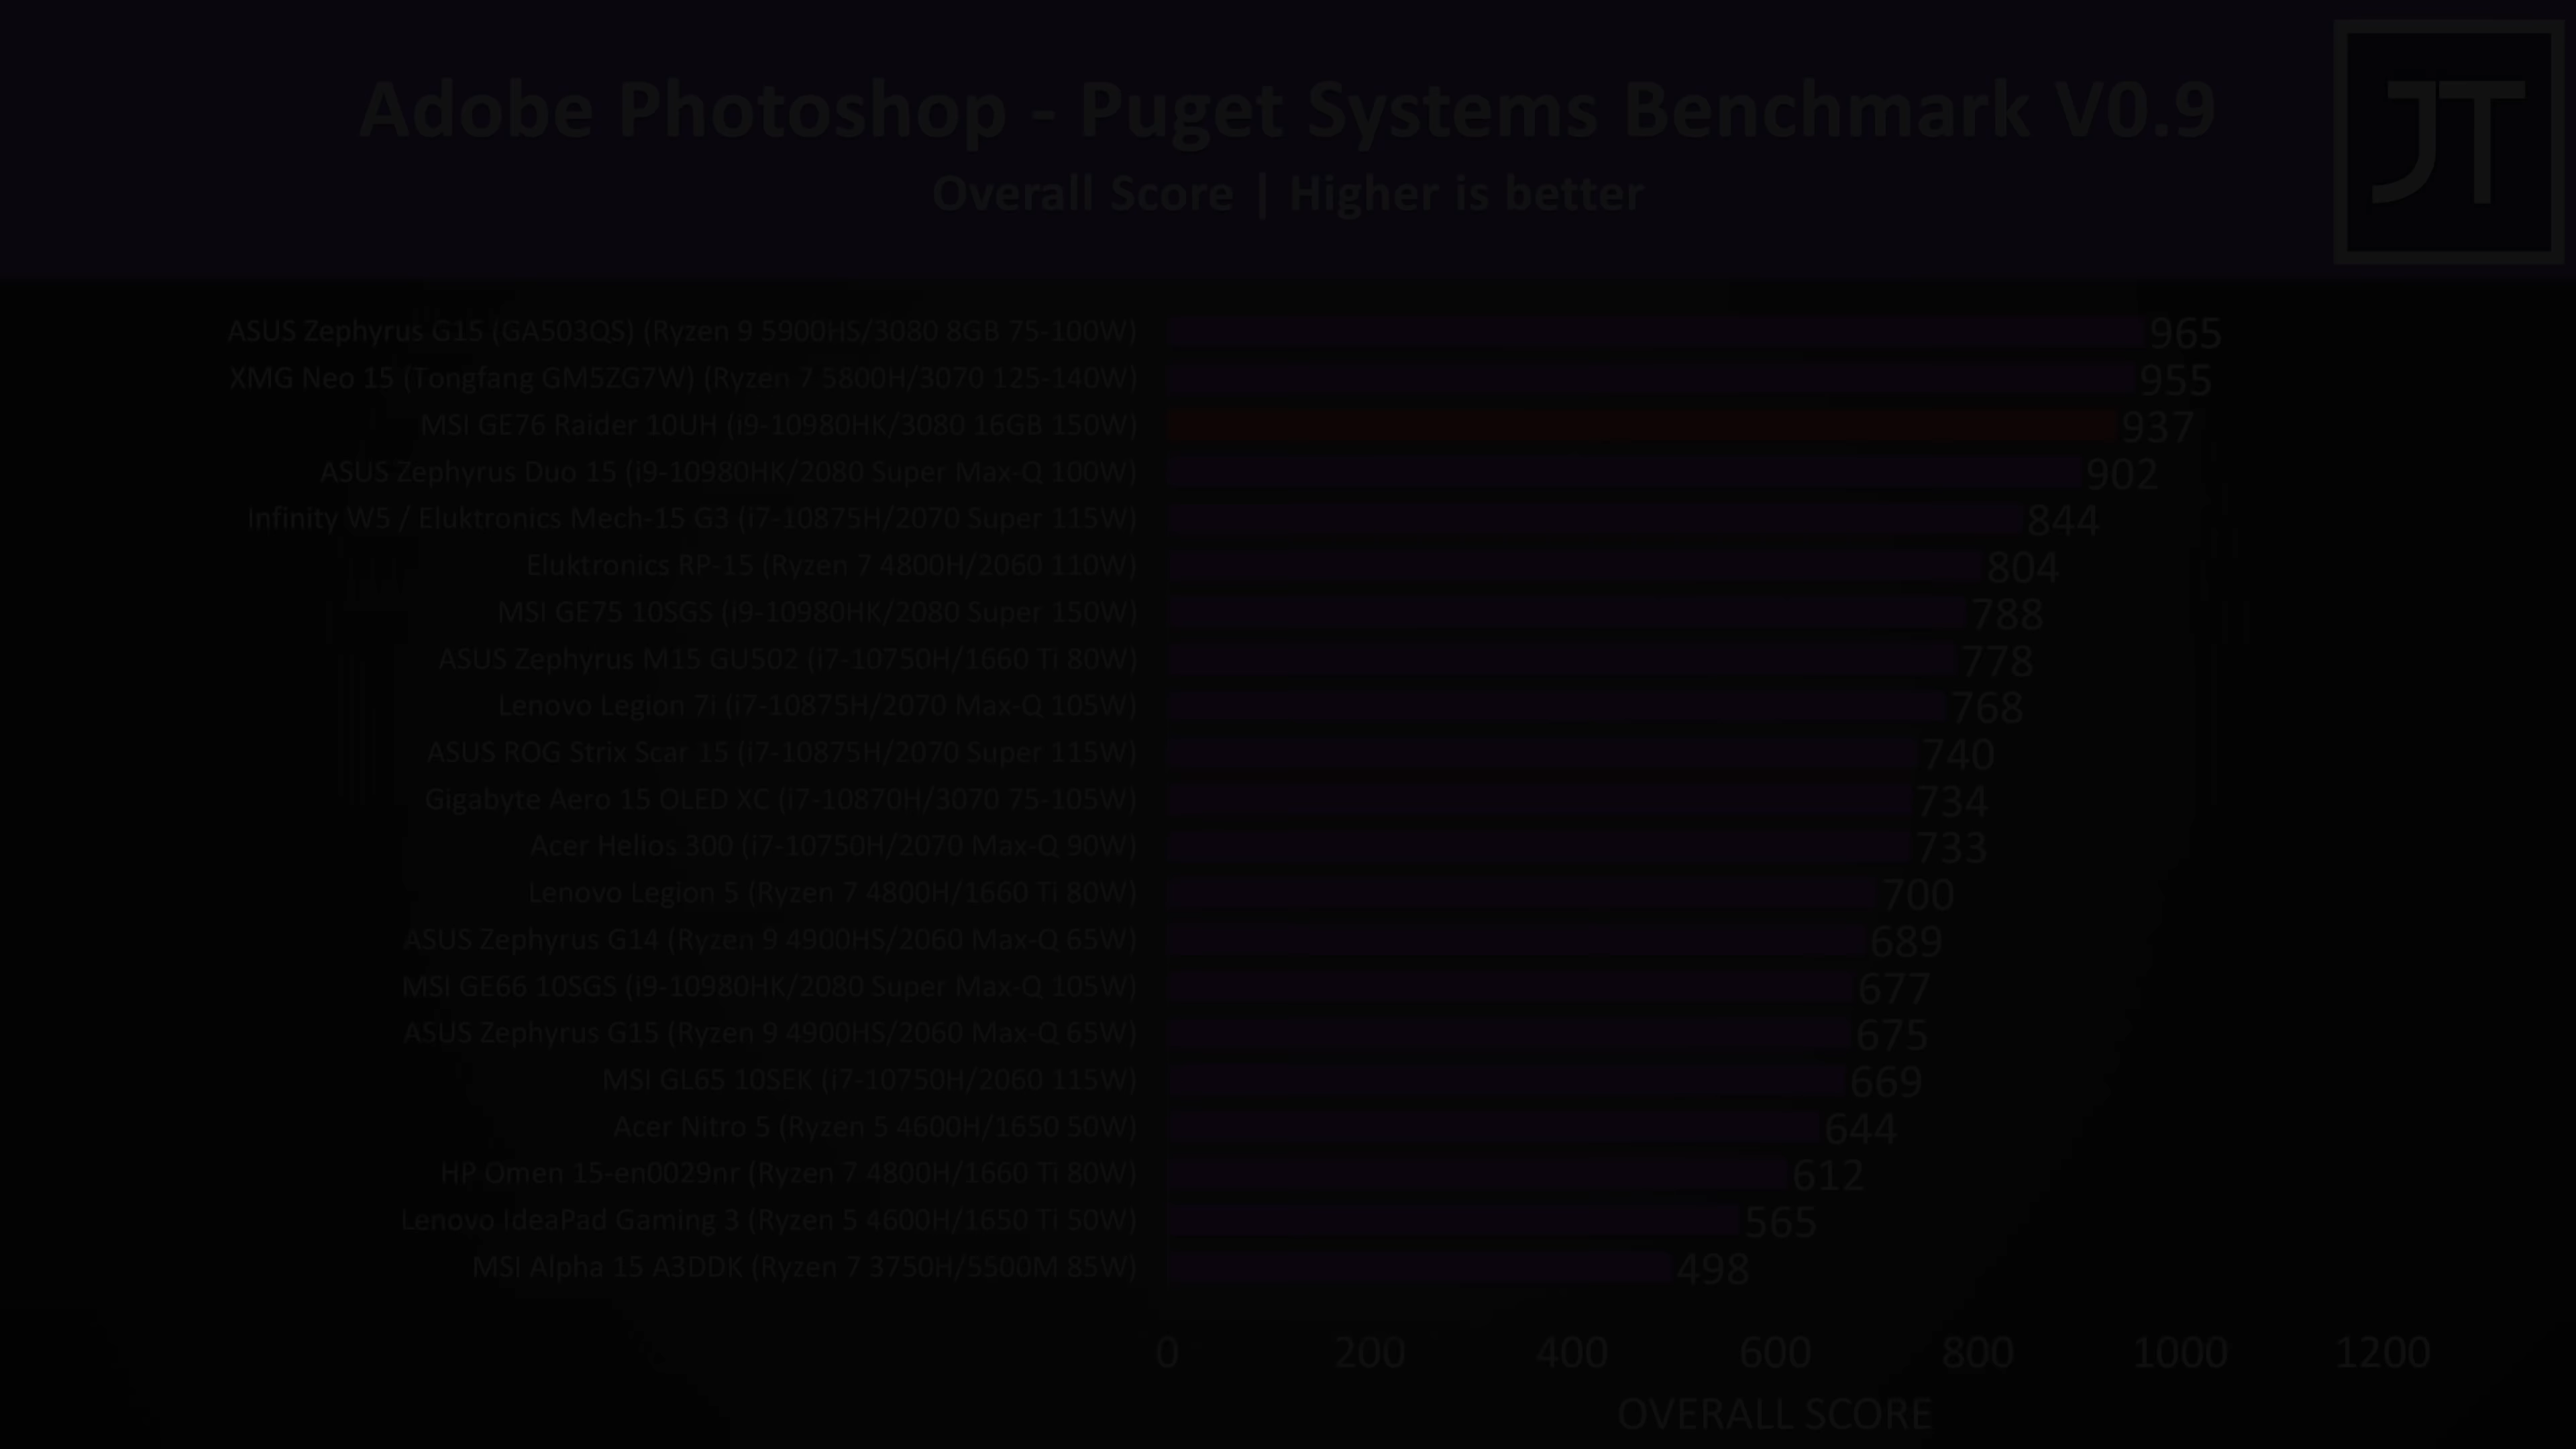 Adobe Photoshop - Puget Systems Benchmark V0.9
JT
Overall Score | Higher is better
ASUS Zephyrus G15 (GA503QS) (Ryzen 9 5900HS/3080 8GB 75-100W) 965
XMG Neo 15 (Tongfang GM5ZG7W) (Ryzen 7 5800H/3070 125-140W) 955
MSI GE76 Raider 10UH (i9-10980HK/3080 16GB 150W) 937
ASUS Zephyrus Duo 15 (i9-10980HK/2080 Super Max-Q 100W) 902
Infinity W5 / Eluktronics Mech-15 G3 (i7-10875H/2070 Super 115W) 844
Eluktronics RP-15 (Ryzen 7 4800H/2060 110W) 804
MSI GE75 10SGS (i9-10980HK/2080 Super 150W) 788
ASUS Zephyrus M15 GU502 (i7-10750H/1660 Ti 80W) 778
Lenovo Legion 7i (i7-10875H/2070 Max-Q 105W) 768
ASUS ROG Strix Scar 15 (i7-10875H/2070 Super 115W) 740
Gigabyte Aero 15 OLED XC (i7-10870H/3070 75-105W) 734
Acer Helios 300 (i7-10750H/2070 Max-Q 90W) 733
Lenovo Legion 5 (Ryzen 7 4800H/1660 Ti 80W) 700
ASUS Zephyrus G14 (Ryzen 9 4900HS/2060 Max-Q 65W) 689
MSI GE66 10SGS (i9-10980HK/2080 Super Max-Q 105W) 677
ASUS Zephyrus G15 (Ryzen 9 4900HS/2060 Max-Q 65W) 675
MSI GL65 10SEK (i7-10750H/2060 115W) 669
Acer Nitro 5 (Ryzen 5 4600H/1650 50W) 644
HP Omen 15-en0029nr (Ryzen 7 4800H/1660 Ti 80W) 612
Lenovo IdeaPad Gaming 3 (Ryzen 5 4600H/1650 Ti 50W) 565
MSI Alpha 15 A3DDK (Ryzen 7 3750H/5500M 85W) 498
0 200 400 600 800 1000 1200
OVERALL SCORE